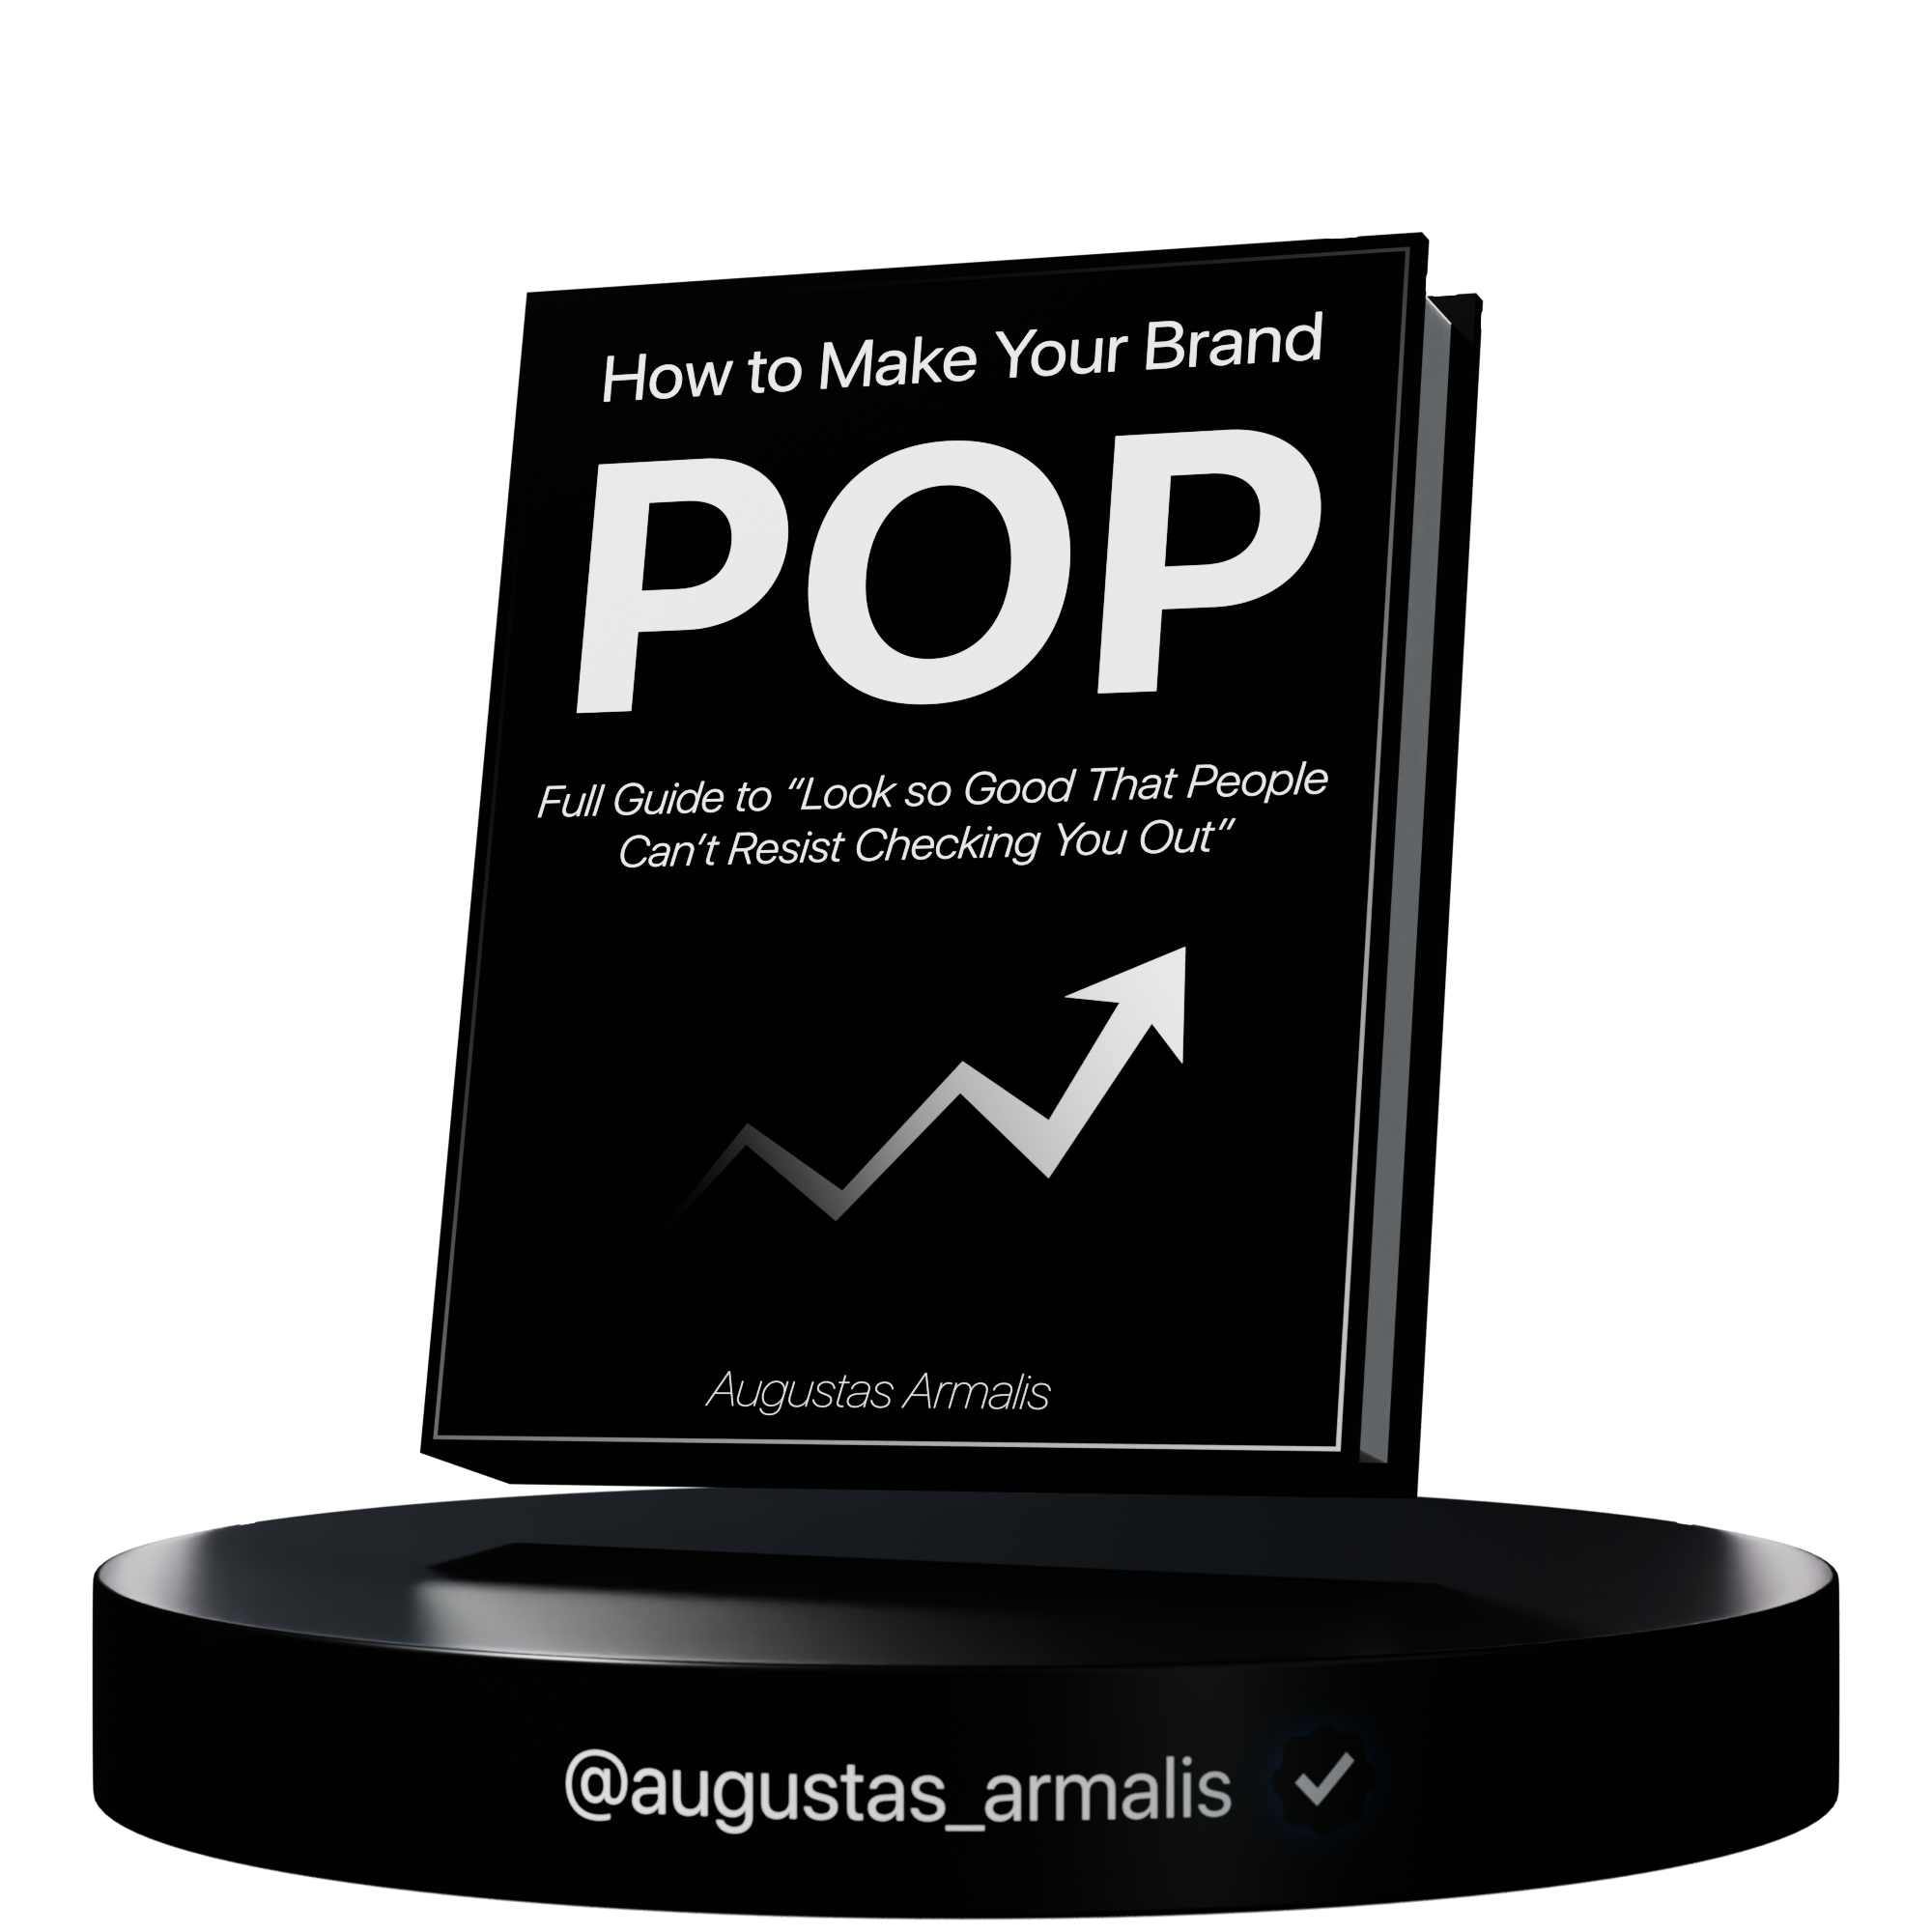 How to Make Your Brand
POP
Full Guide to “Look so Good That People
Can’t Resist Checking You Out”
Augustas Armalis
@augustas_armalis